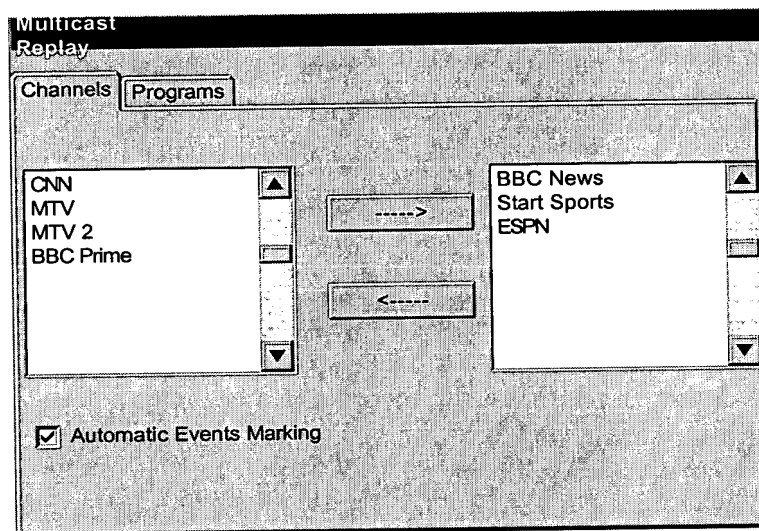 Multicast
Replay
Channels
Programs
CNN
MTV
MTV 2
BBC Prime
----->
<-----
BBC News
Start Sports
ESPN
Automatic Events Marking